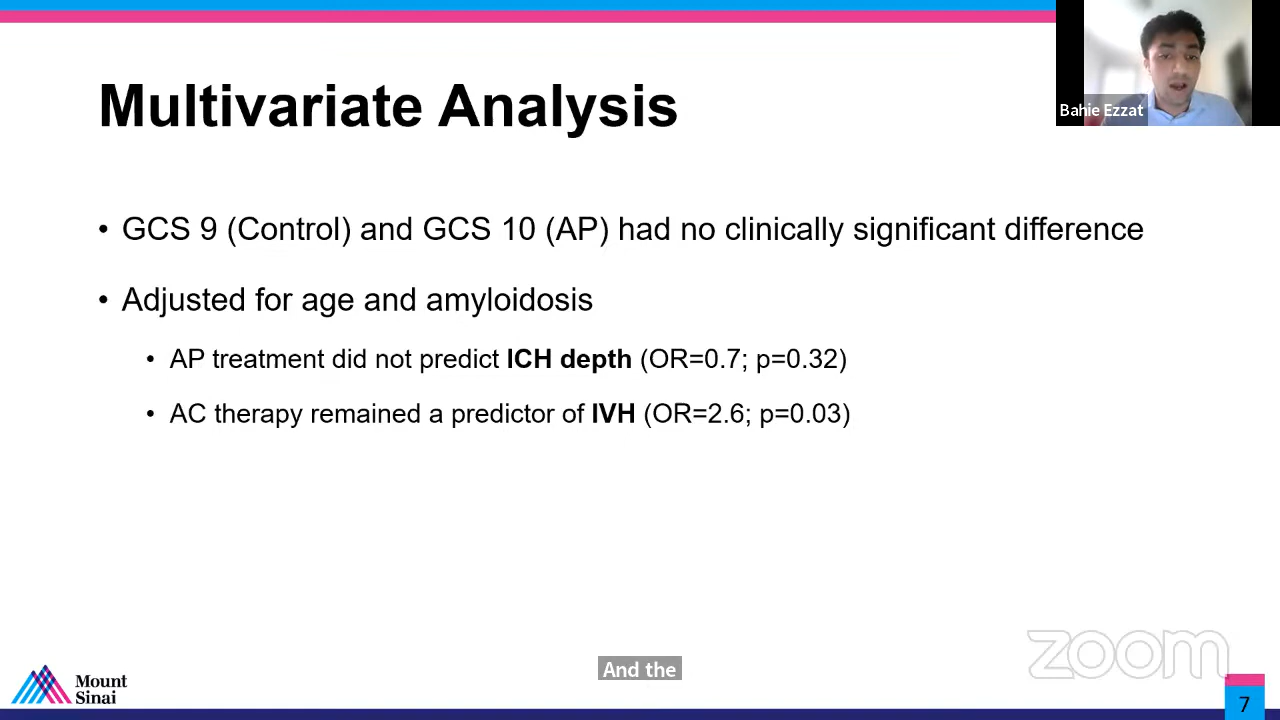 Multivariate Analysis
Bahie Ezzat
• GCS 9 (Control) and GCS 10 (AP) had no clinically significant difference
• Adjusted for age and amyloidosis
• AP treatment did not predict ICH depth (OR=0.7; p=0.32)
• AC therapy remained a predictor of IVH (OR=2.6; p=0.03)
And the
zoom
Mount
Sinai
7